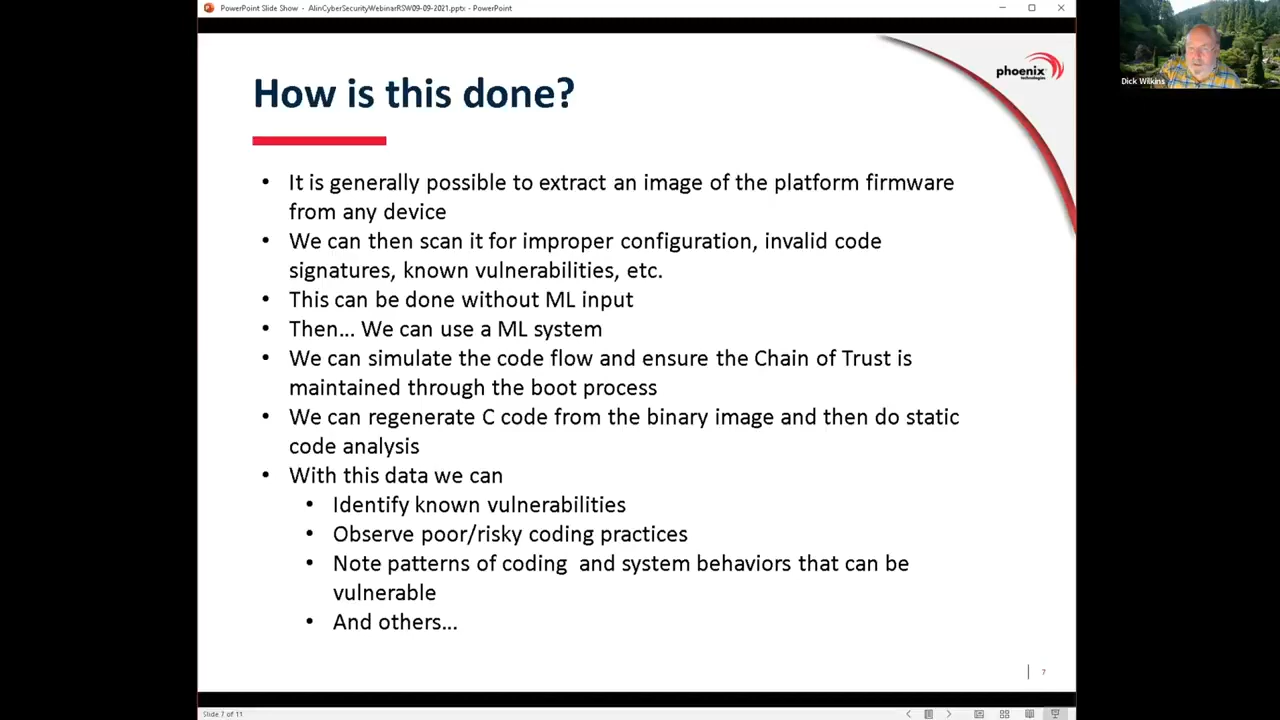 PowerPoint Slide Show - AlinCyberSecurityWebinarRSW09-09-2021.pptx - PowerPoint
phoenix
technologies
Dick Wilkins
How is this done?
• It is generally possible to extract an image of the platform firmware
from any device
• We can then scan it for improper configuration, invalid code
signatures, known vulnerabilities, etc.
• This can be done without ML input
• Then... We can use a ML system
• We can simulate the code flow and ensure the Chain of Trust is
maintained through the boot process
• We can regenerate C code from the binary image and then do static
code analysis
• With this data we can
• Identify known vulnerabilities
• Observe poor/risky coding practices
• Note patterns of coding  and system behaviors that can be
vulnerable
• And others...
7
Slide 7 of 11